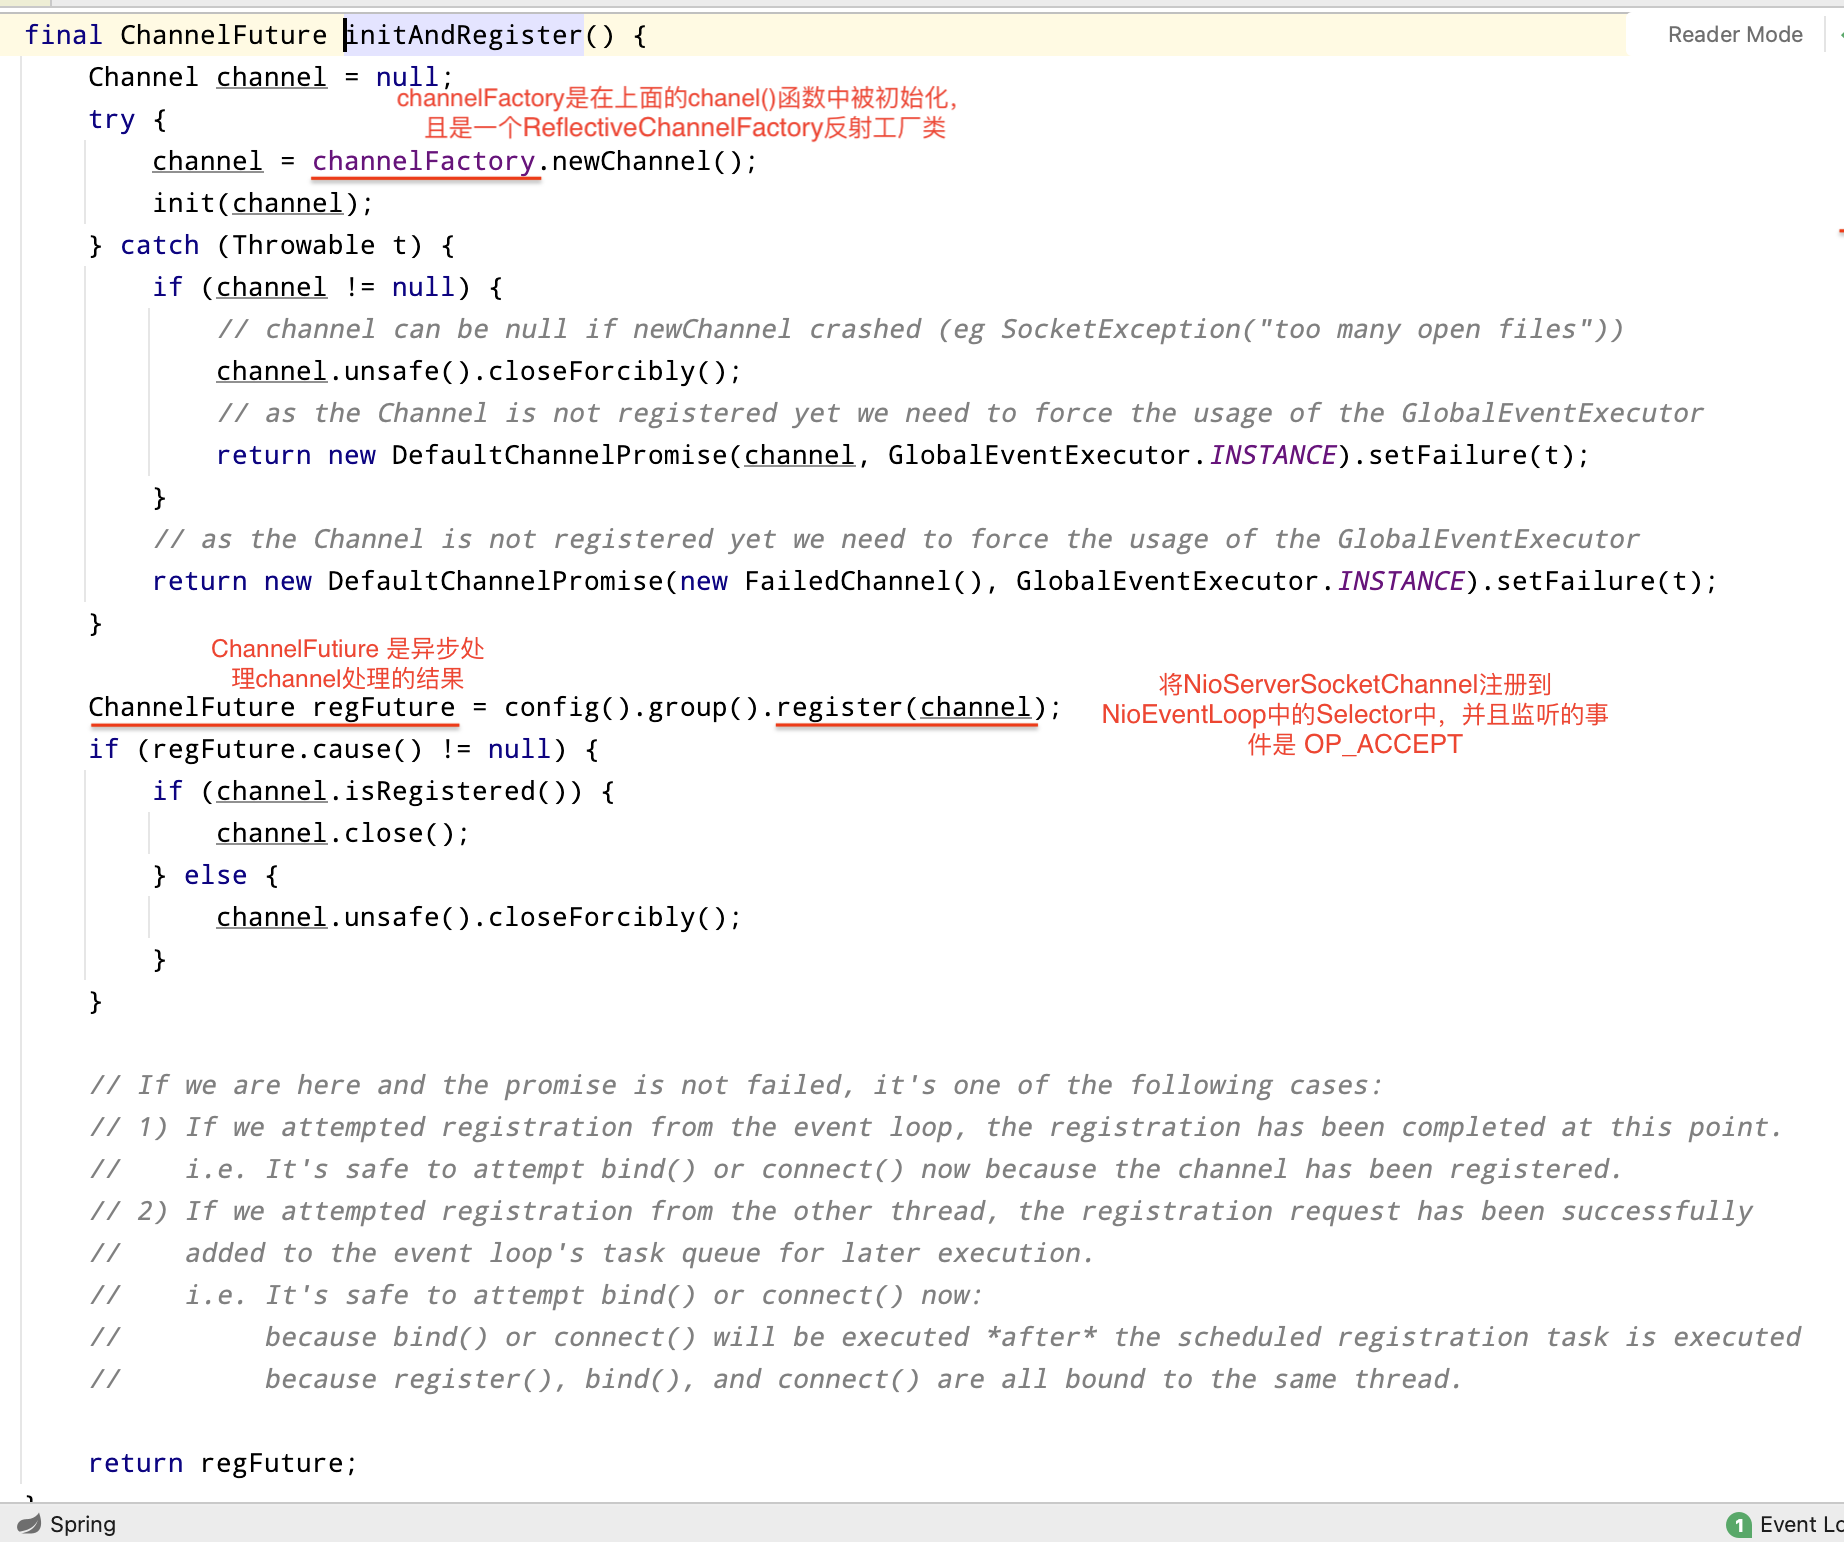 final ChannelFuture initAndRegister() {
Reader Mode
Channel channel = null;
channelFactory是在上面的chanel()函数中被初始化,
try {
且是一个ReflectiveChannelFactory反射工厂类
channel = channelFactory.newChannel();
init(channel);
} catch (Throwable t) {
if (channel != null) {
// channel can be null if newChannel crashed (eg SocketException("too many open files"))
channel.unsafe().closeForcibly();
// as the Channel is not registered yet we need to force the usage of the GlobalEventExecutor
return new DefaultChannelPromise(channel, GlobalEventExecutor.INSTANCE).setFailure(t);
}
// as the Channel is not registered yet we need to force the usage of the GlobalEventExecutor
return new DefaultChannelPromise(new FailedChannel(), GlobalEventExecutor.INSTANCE).setFailure(t);
}
ChannelFutiure 是异步处
理channel处理的结果
将NioServerSocketChannel注册到
NioEventLoop中的Selector中，并且监听的事
件是 OP_ACCEPT
ChannelFuture regFuture = config().group().register(channel);
if (regFuture.cause() != null) {
if (channel.isRegistered()) {
channel.close();
} else {
channel.unsafe().closeForcibly();
}
}
// If we are here and the promise is not failed, it's one of the following cases:
// 1) If we attempted registration from the event loop, the registration has been completed at this point.
//    i.e. It's safe to attempt bind() or connect() now because the channel has been registered.
// 2) If we attempted registration from the other thread, the registration request has been successfully
//    added to the event loop's task queue for later execution.
//    i.e. It's safe to attempt bind() or connect() now:
//         because bind() or connect() will be executed *after* the scheduled registration task is executed
//         because register(), bind(), and connect() are all bound to the same thread.
return regFuture;
}
Spring
1 Event Lo